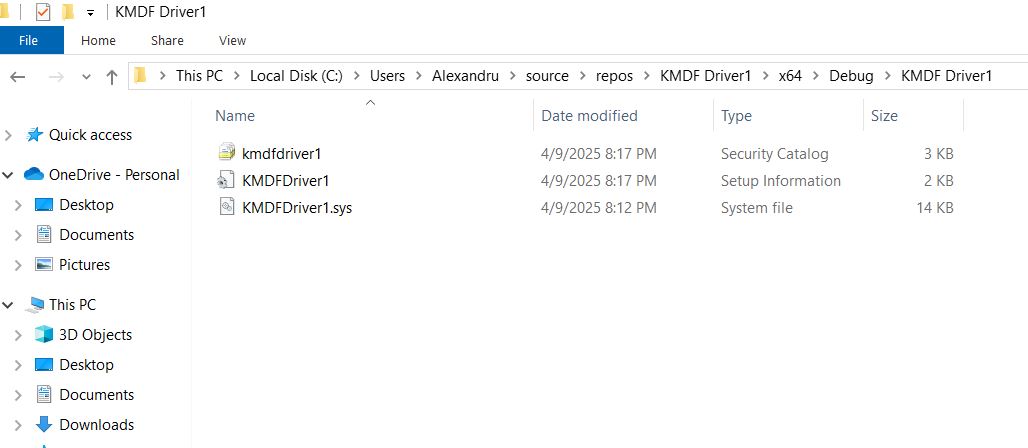 KMDF Driver1
File Home Share View
This PC Local Disk (C:) Users Alexandru source repos KMDF Driver1 x64 Debug KMDF Driver1
Name Date modified Type Size
Quick access
kmdfdriver1 4/9/2025 8:17 PM Security Catalog 3 KB
OneDrive - Personal
KMDFDriver1 4/9/2025 8:17 PM Setup Information 2 KB
Desktop
KMDFDriver1.sys 4/9/2025 8:12 PM System file 14 KB
Documents
Pictures
This PC
3D Objects
Desktop
Documents
Downloads